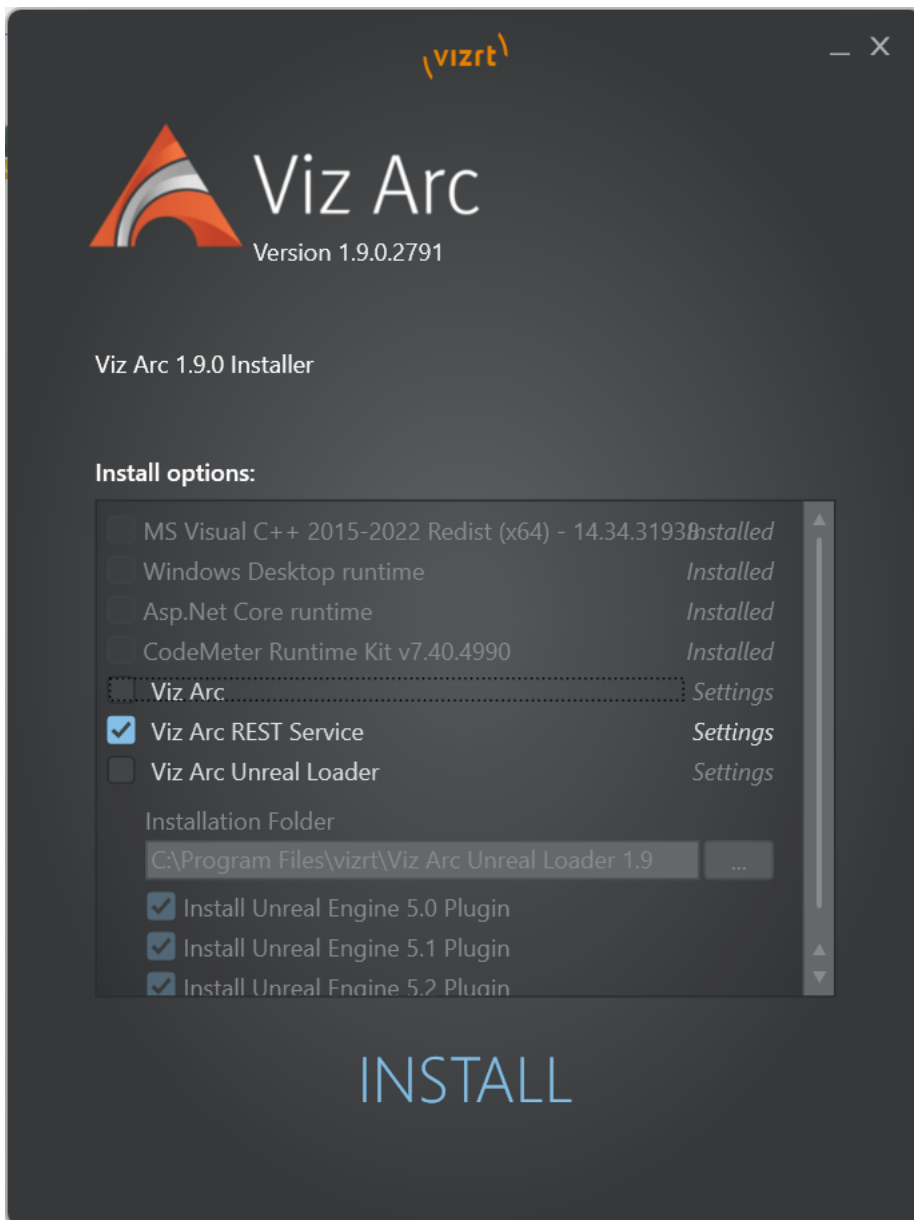 vizrt
Viz Arc
Version 1.9.0.2791
Viz Arc 1.9.0 Installer
Install options:
MS Visual C++ 2015-2022 Redist (x64) - 14.34.31938 Installed
Windows Desktop runtime Installed
Asp.Net Core runtime Installed
CodeMeter Runtime Kit v7.40.4990 Installed
Viz Arc Settings
Viz Arc REST Service Settings
Viz Arc Unreal Loader Settings
Installation Folder
C:\Program Files\vizrt\Viz Arc Unreal Loader 1.9 ...
Install Unreal Engine 5.0 Plugin
Install Unreal Engine 5.1 Plugin
Install Unreal Engine 5.2 Plugin
INSTALL